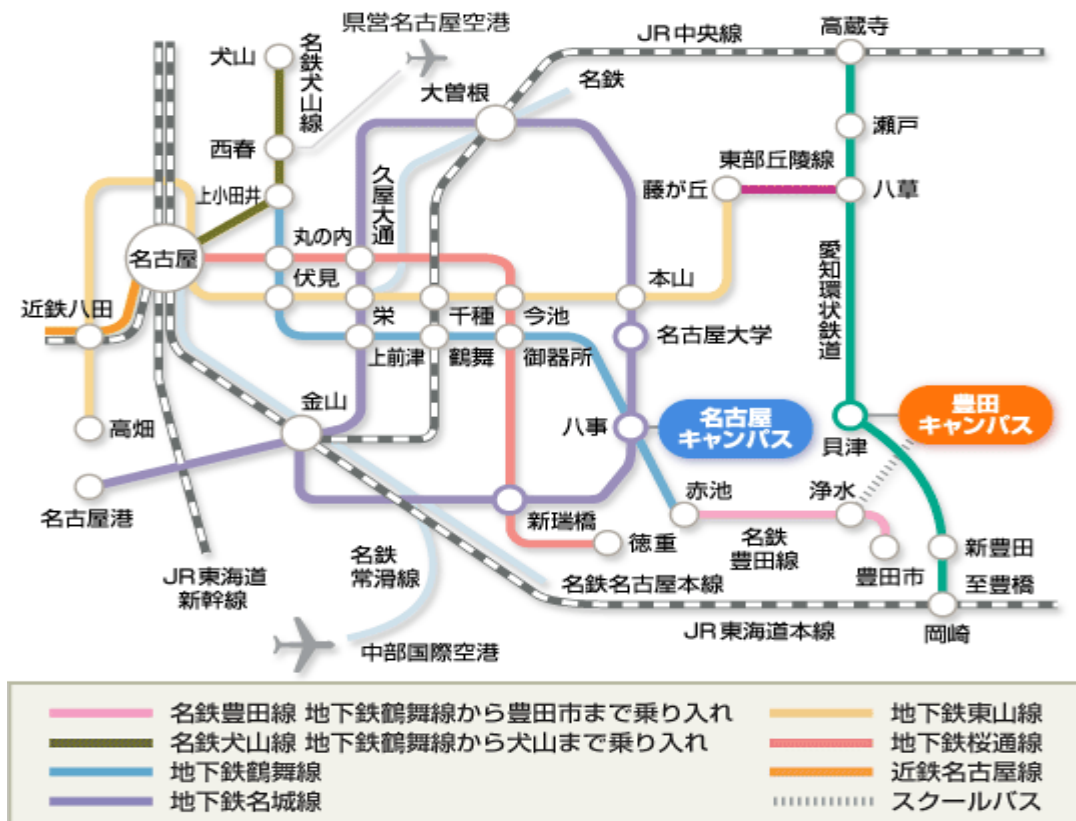 県営名古屋空港
高蔵寺
JR中央線
犬山
名鉄犬山線
大曽根
名鉄
瀬戸
西春
東部丘陵線
上小田井
久屋大通
藤が丘
八草
丸の内
名古屋
伏見
本山
愛知環状鉄道
近鉄八田
栄
千種
今池
名古屋大学
上前津
鶴舞
御器所
金山
高畑
八事
名古屋
キャンパス
豊田
キャンパス
貝津
赤池
浄水
名古屋港
新瑞橋
徳重
名鉄
豊田線
豊田市
新豊田
名鉄
常滑線
JR東海道
新幹線
名鉄名古屋本線
至豊橋
JR東海道本線
岡崎
中部国際空港
名鉄豊田線 地下鉄鶴舞線から豊田市まで乗り入れ
名鉄犬山線 地下鉄鶴舞線から犬山まで乗り入れ
地下鉄鶴舞線
地下鉄名城線
地下鉄東山線
地下鉄桜通線
近鉄名古屋線
スクールバス